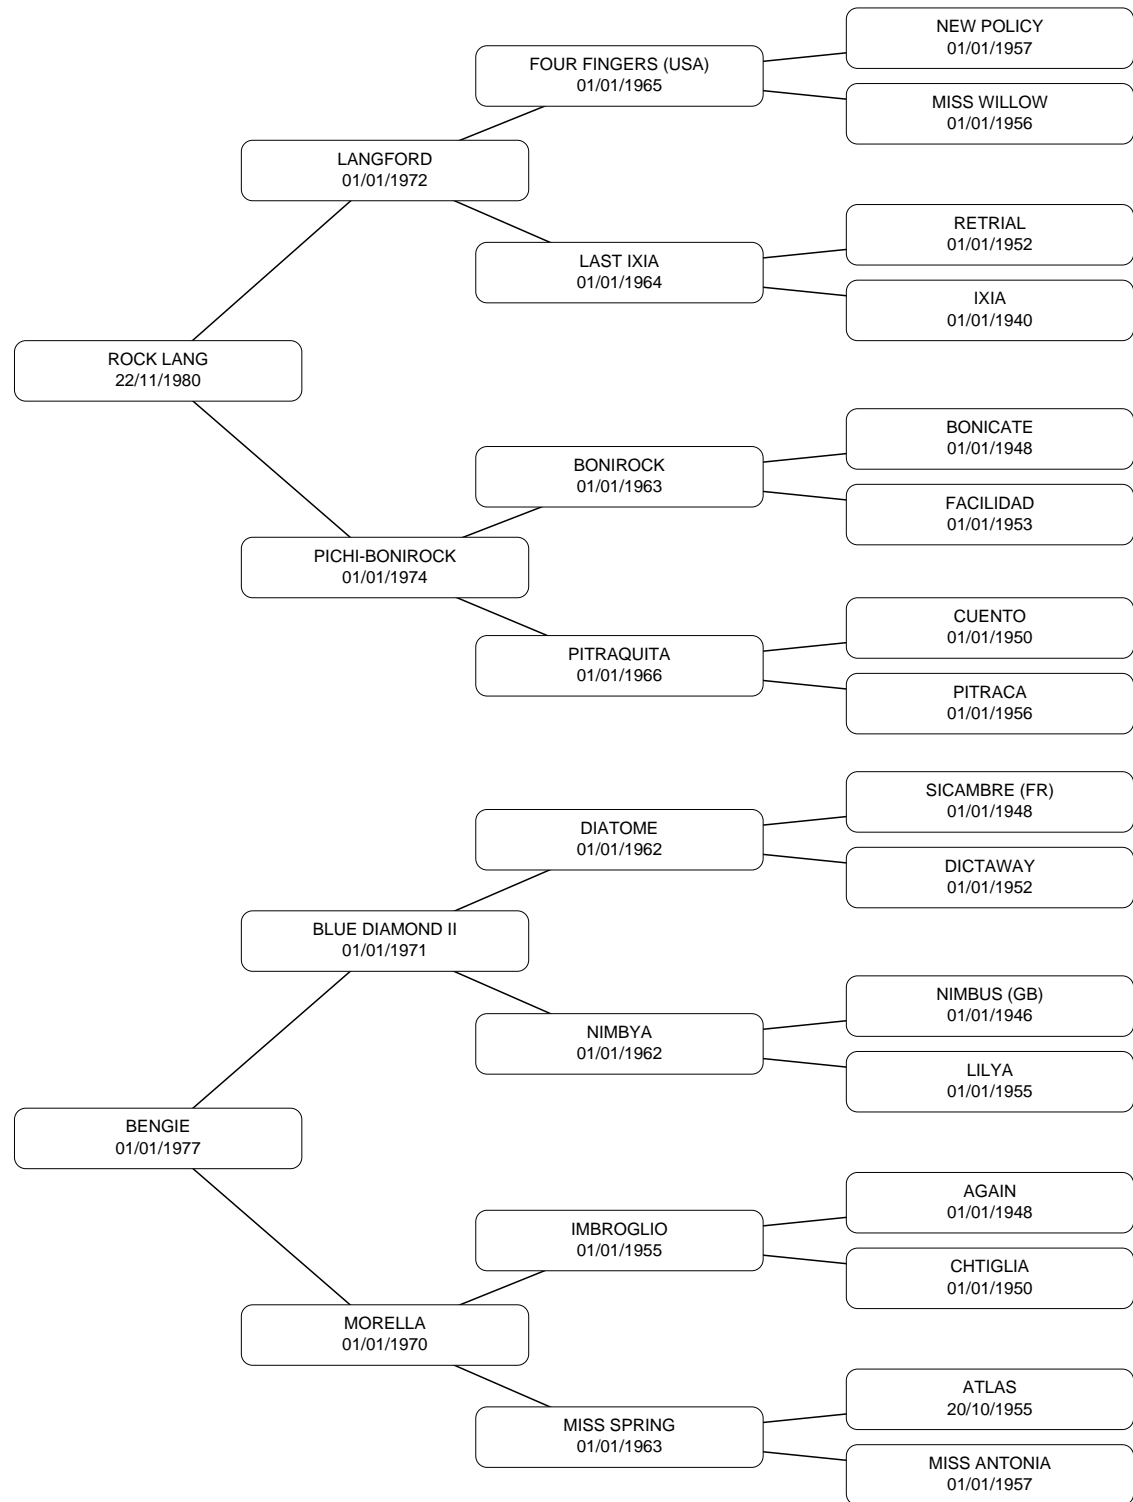 NEW POLICY
01/01/1957
FOUR FINGERS (USA)
01/01/1965
MISS WILLOW
01/01/1956
LANGFORD
01/01/1972
RETRIAL
01/01/1952
LAST IXIA
01/01/1964
IXIA
01/01/1940
ROCK LANG
22/11/1980
BONICATE
01/01/1948
BONIROCK
01/01/1963
FACILIDAD
01/01/1953
PICHI-BONIROCK
01/01/1974
CUENTO
01/01/1950
PITRAQUITA
01/01/1966
PITRACA
01/01/1956
SICAMBRE (FR)
01/01/1948
DIATOME
01/01/1962
DICTAWAY
01/01/1952
BLUE DIAMOND II
01/01/1971
NIMBUS (GB)
01/01/1946
NIMBYA
01/01/1962
LILYA
01/01/1955
BENGIE
01/01/1977
AGAIN
01/01/1948
IMBROGLIO
01/01/1955
CHTIGLIA
01/01/1950
MORELLA
01/01/1970
ATLAS
20/10/1955
MISS SPRING
01/01/1963
MISS ANTONIA
01/01/1957